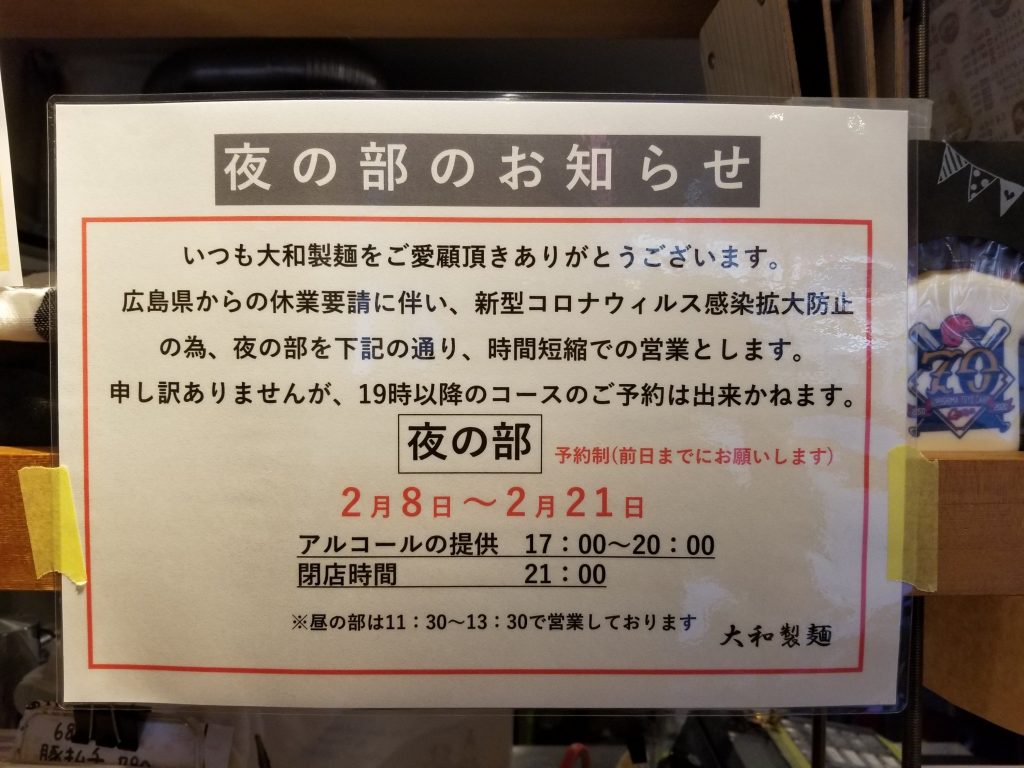 夜の部のお知らせ
いつも大和製麺をご愛顧頂きありがとうございます。
広島県からの休業要請に伴い、新型コロナウィルス感染拡大防止
の為、夜の部を下記の通り、時間短縮での営業とします。
申し訳ありませんが、19時以降のコースのご予約は出来かねます。
夜の部 予約制(前日までにお願いします)
2月8日～2月21日
アルコールの提供 17：00～20：00
閉店時間 21：00
※昼の部は11：30～13：30で営業しております
大和製麺
70
豚キムチ